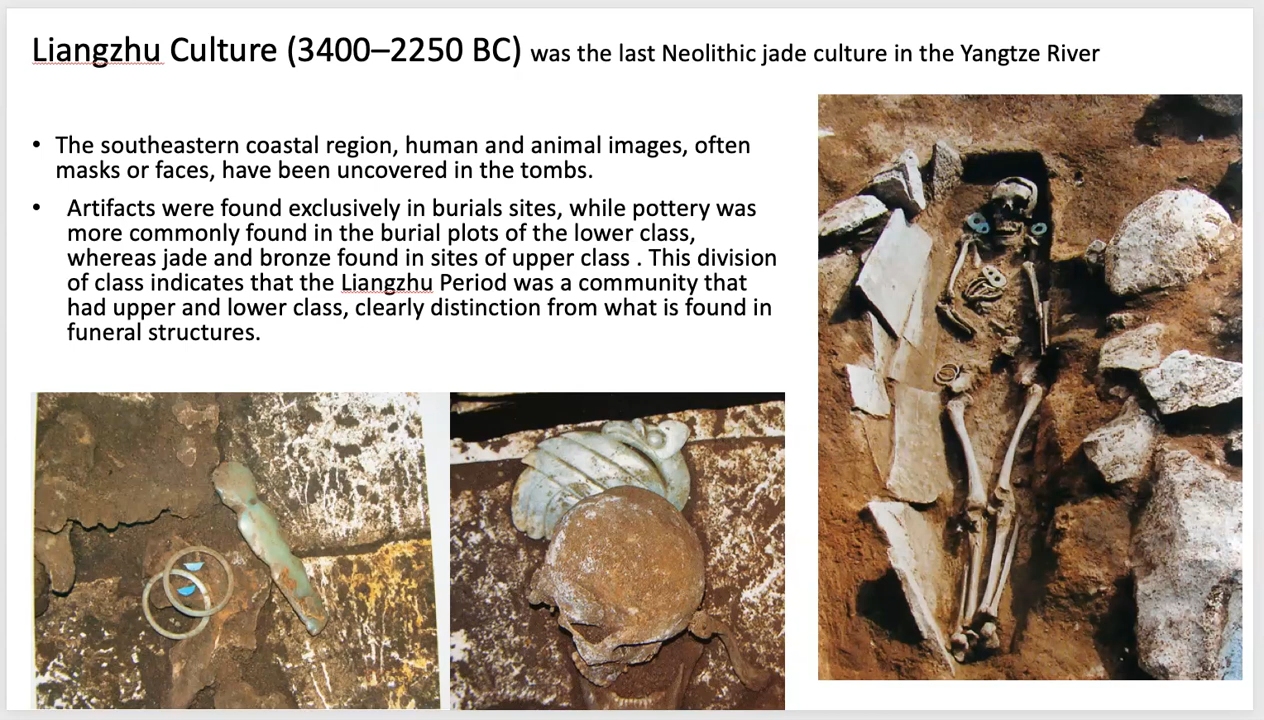 Liangzhu Culture (3400–2250 BC) was the last Neolithic jade culture in the Yangtze River
• The southeastern coastal region, human and animal images, often
masks or faces, have been uncovered in the tombs.
• Artifacts were found exclusively in burials sites, while pottery was
more commonly found in the burial plots of the lower class,
whereas jade and bronze found in sites of upper class . This division
of class indicates that the Liangzhu Period was a community that
had upper and lower class, clearly distinction from what is found in
funeral structures.